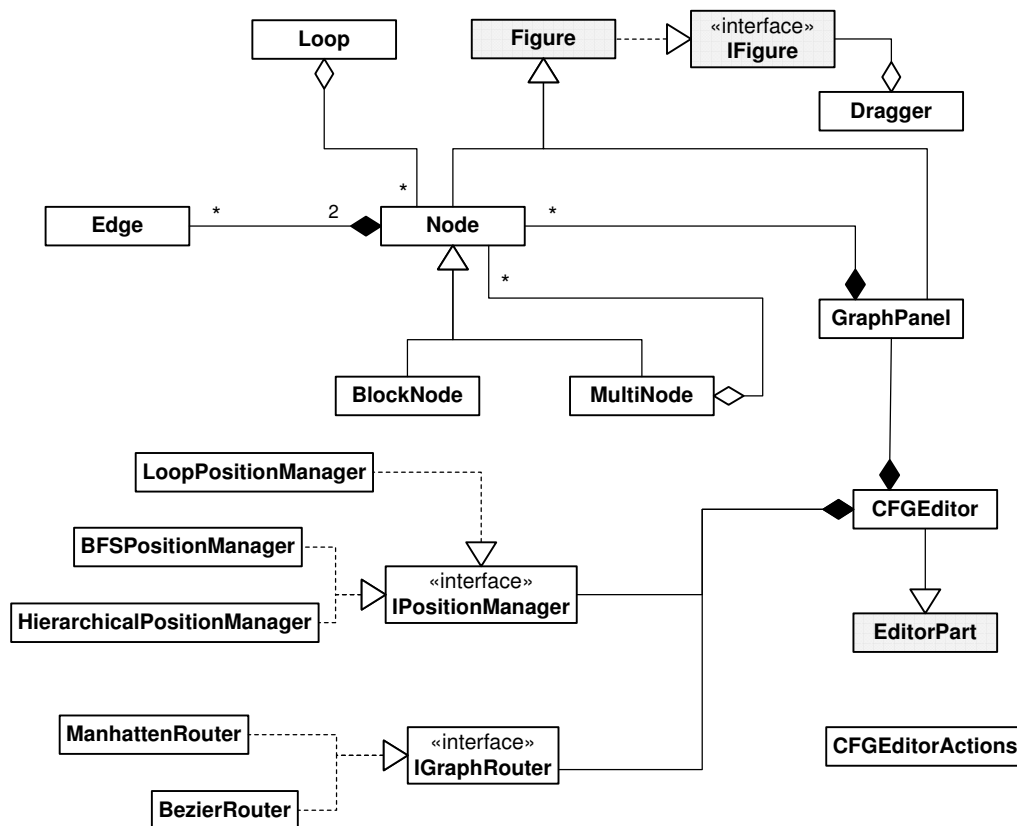 Loop
Figure
«interface»
IFigure
Dragger
*
Edge
*
2
Node
*
*
GraphPanel
BlockNode
MultiNode
LoopPositionManager
CFGEditor
BFSPositionManager
«interface»
IPositionManager
HierarchicalPositionManager
EditorPart
ManhattenRouter
«interface»
IGraphRouter
CFGEditorActions
BezierRouter